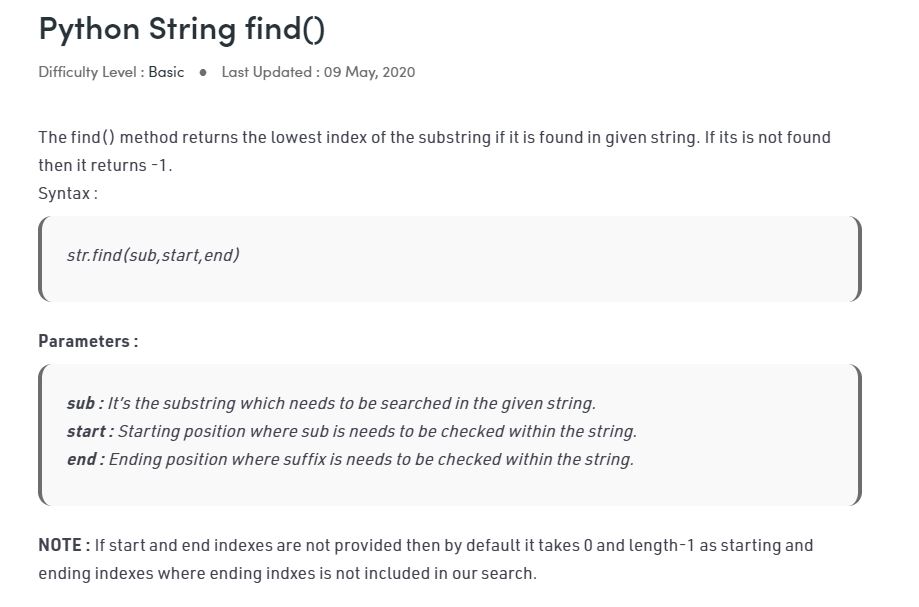 Python String find()
Difficulty Level : Basic ● Last Updated : 09 May, 2020
The find() method returns the lowest index of the substring if it is found in given string. If its is not found
then it returns -1.
Syntax :
str.find(sub,start,end)
Parameters :
sub : It’s the substring which needs to be searched in the given string.
start : Starting position where sub is needs to be checked within the string.
end : Ending position where suffix is needs to be checked within the string.
NOTE : If start and end indexes are not provided then by default it takes 0 and length-1 as starting and
ending indexes where ending indxes is not included in our search.